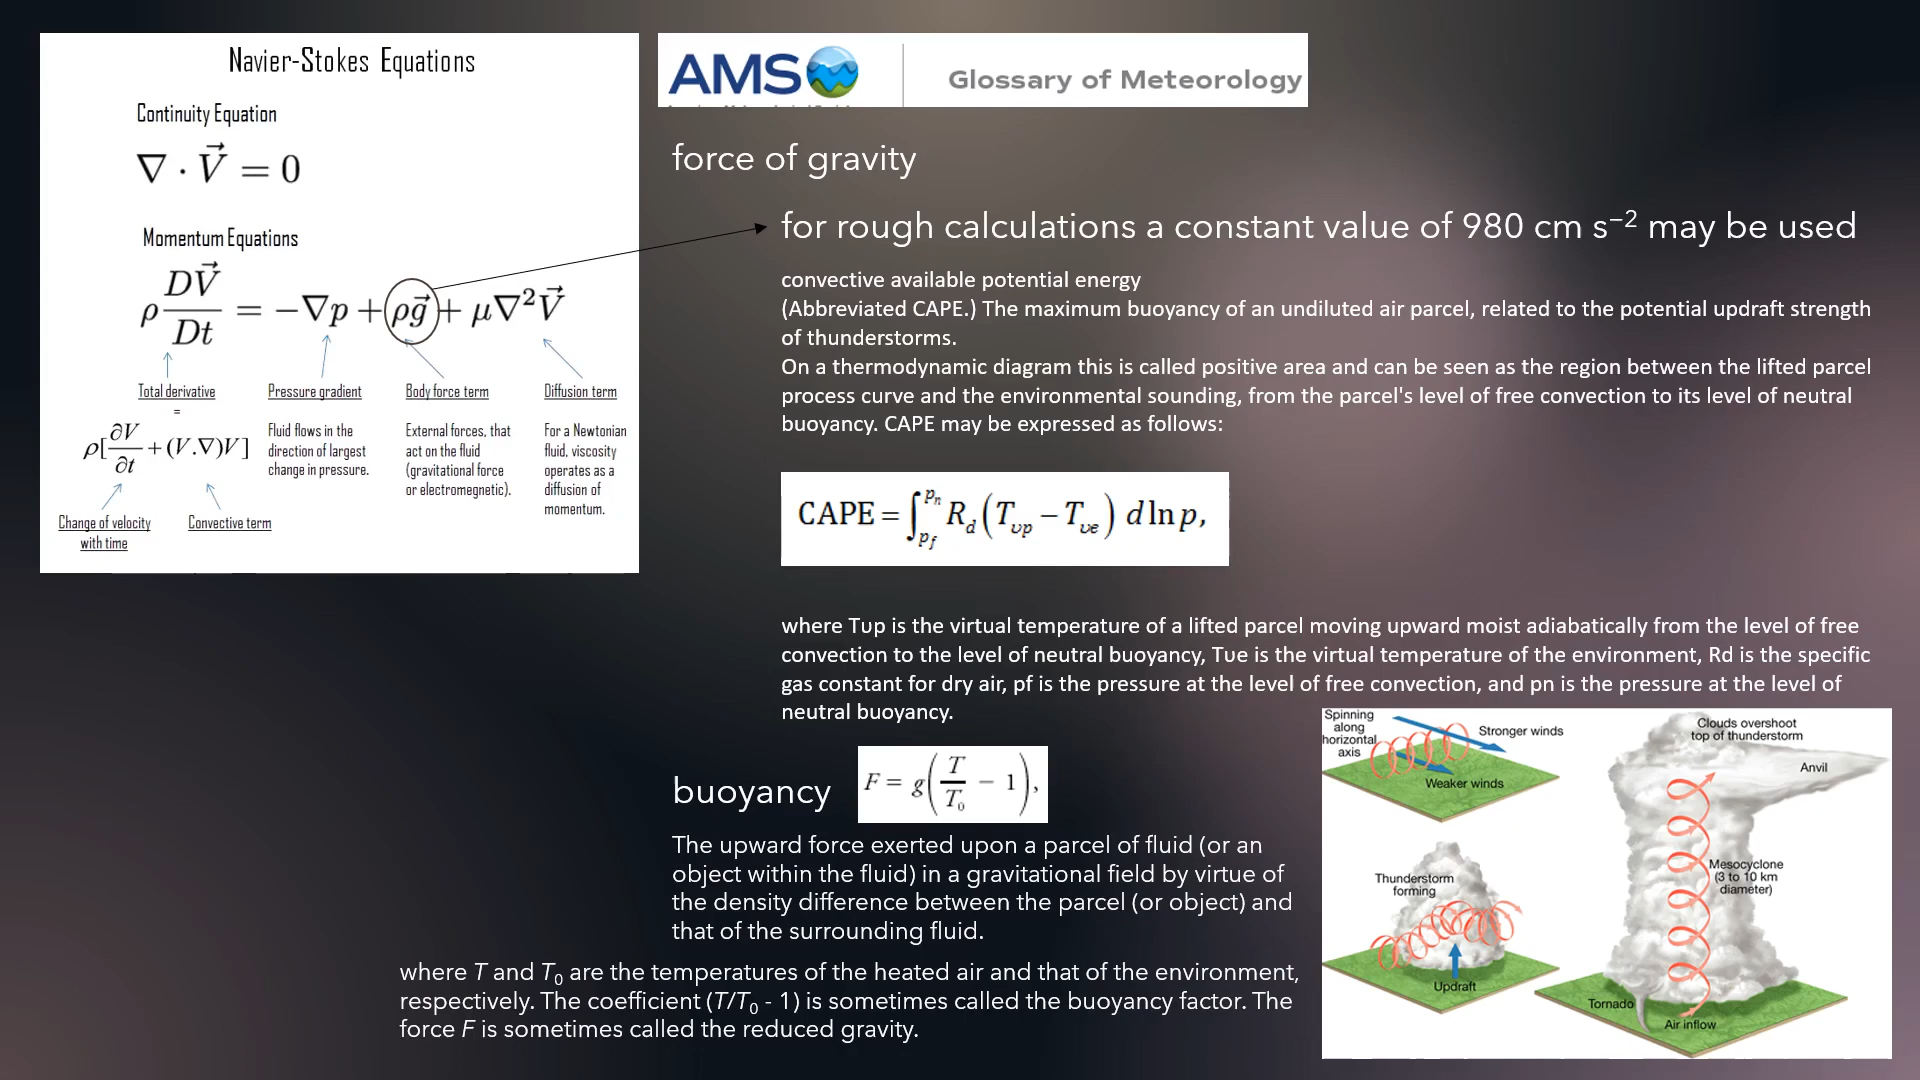 Navier-Stokes Equations
Continuity Equation
∇ · V⃗ = 0
Momentum Equations
ρ DV⃗/Dt = −∇p + ρg⃗ + μ∇²V⃗
Total derivative
=
ρ[∂V/∂t + (V.∇)V]
Change of velocity
with time
Convective term
Pressure gradient
Fluid flows in the
direction of largest
change in pressure.
Body force term
External forces, that
act on the fluid
(gravitational force
or electromegnetic).
Diffusion term
For a Newtonian
fluid, viscosity
operates as a
diffusion of
momentum.
AMS
Glossary of Meteorology
force of gravity
for rough calculations a constant value of 980 cm s⁻² may be used
convective available potential energy
(Abbreviated CAPE.) The maximum buoyancy of an undiluted air parcel, related to the potential updraft strength
of thunderstorms.
On a thermodynamic diagram this is called positive area and can be seen as the region between the lifted parcel
process curve and the environmental sounding, from the parcel's level of free convection to its level of neutral
buoyancy. CAPE may be expressed as follows:
CAPE = ∫_{p_f}^{p_n} R_d (T_υp − T_υe) d ln p,
where Tυp is the virtual temperature of a lifted parcel moving upward moist adiabatically from the level of free
convection to the level of neutral buoyancy, Tυe is the virtual temperature of the environment, Rd is the specific
gas constant for dry air, pf is the pressure at the level of free convection, and pn is the pressure at the level of
neutral buoyancy.
buoyancy
F = g(T/T₀ − 1),
The upward force exerted upon a parcel of fluid (or an
object within the fluid) in a gravitational field by virtue of
the density difference between the parcel (or object) and
that of the surrounding fluid.
where T and T₀ are the temperatures of the heated air and that of the environment,
respectively. The coefficient (T/T₀ - 1) is sometimes called the buoyancy factor. The
force F is sometimes called the reduced gravity.
Spinning
along
horizontal
axis
Stronger winds
Weaker winds
Thunderstorm
forming
Updraft
Clouds overshoot
top of thunderstorm
Anvil
Mesocyclone
(3 to 10 km
diameter)
Tornado
Air inflow